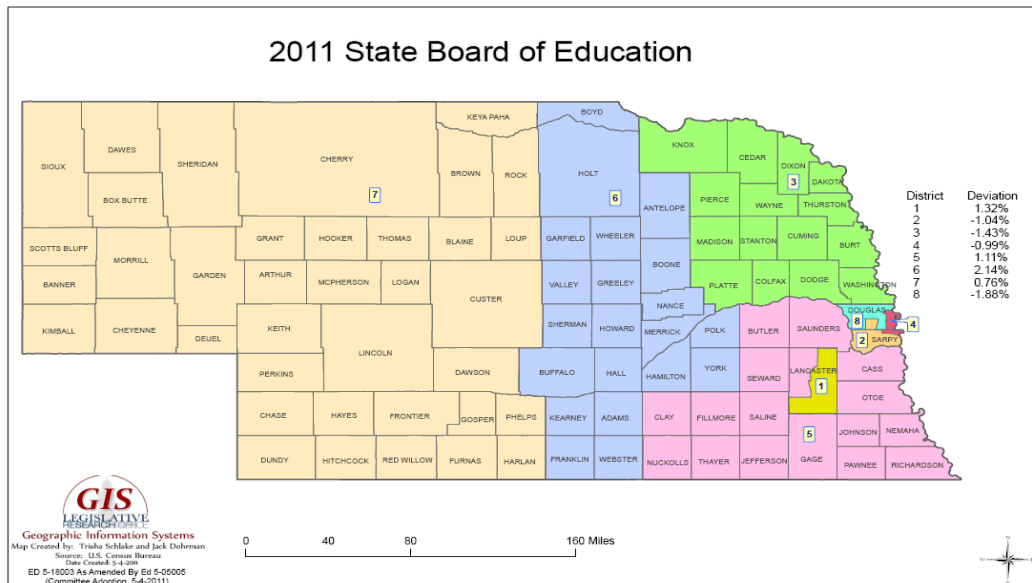 2011 State Board of Education
BOYD
KEYA PAHA
KNOX
CEDAR
DAWES
SIOUX
SHERIDAN
CHERRY
DIXON
3
BROWN
ROCK
HOLT
DAKOTA
7
6
BOX BUTTE
PIERCE
WAYNE
THURSTON
ANTELOPE
SCOTTS BLUFF
GRANT
HOOKER
THOMAS
BLAINE
LOUP
GARFIELD
WHEELER
MADISON
STANTON
CUMING
BURT
MORRILL
BOONE
BANNER
GARDEN
ARTHUR
MCPHERSON
LOGAN
VALLEY
GREELEY
PLATTE
COLFAX
DODGE
WASHINGTON
CUSTER
NANCE
KIMBALL
CHEYENNE
KEITH
SHERMAN
HOWARD
MERRICK
POLK
BUTLER
SAUNDERS
DOUGLAS
8
4
DEUEL
LINCOLN
2
SARPY
PERKINS
DAWSON
BUFFALO
HALL
HAMILTON
YORK
SEWARD
LANCASTER
CASS
1
OTOE
CHASE
HAYES
FRONTIER
GOSPER
PHELPS
KEARNEY
ADAMS
CLAY
FILLMORE
SALINE
5
JOHNSON
NEMAHA
DUNDY
HITCHCOCK
RED WILLOW
FURNAS
HARLAN
FRANKLIN
WEBSTER
NUCKOLLS
THAYER
JEFFERSON
GAGE
PAWNEE
RICHARDSON
District Deviation
1 1.32%
2 -1.04%
3 -1.43%
4 -0.99%
5 1.11%
6 2.14%
7 0.76%
8 -1.88%
GIS
LEGISLATIVE
RESEARCH OFFICE
Geographic Information Systems
Map Created by: Trisha Schlake and Jack Dohrman
Source: U.S. Census Bureau
Date Created: 5-4-2011
ED 5-18003 As Amended By Ed 5-05005
(Committee Adoption 5-4-2011)
0 40 80 160 Miles